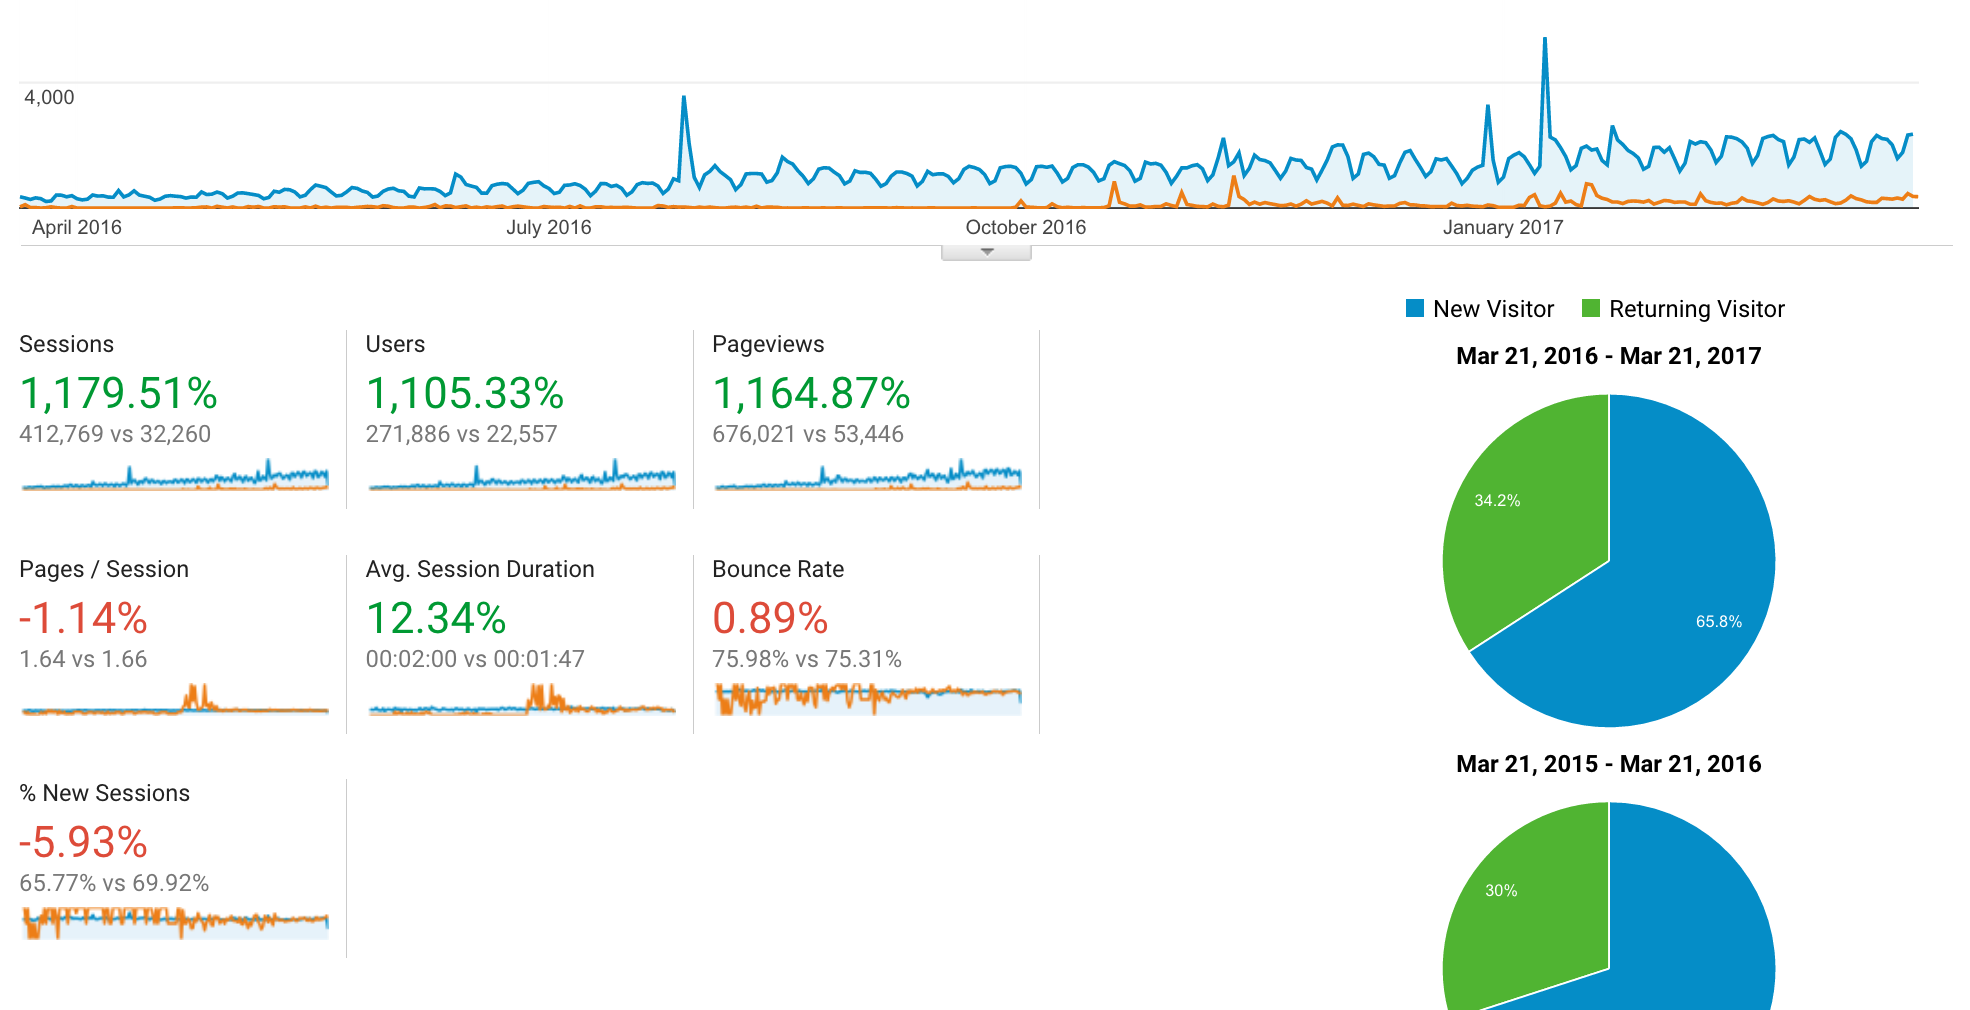 4,000
April 2016
July 2016
October 2016
January 2017
New Visitor
Returning Visitor
Mar 21, 2016 - Mar 21, 2017
34.2%
65.8%
Mar 21, 2015 - Mar 21, 2016
30%
Sessions
1,179.51%
412,769 vs 32,260
Users
1,105.33%
271,886 vs 22,557
Pageviews
1,164.87%
676,021 vs 53,446
Pages / Session
-1.14%
1.64 vs 1.66
Avg. Session Duration
12.34%
00:02:00 vs 00:01:47
Bounce Rate
0.89%
75.98% vs 75.31%
% New Sessions
-5.93%
65.77% vs 69.92%